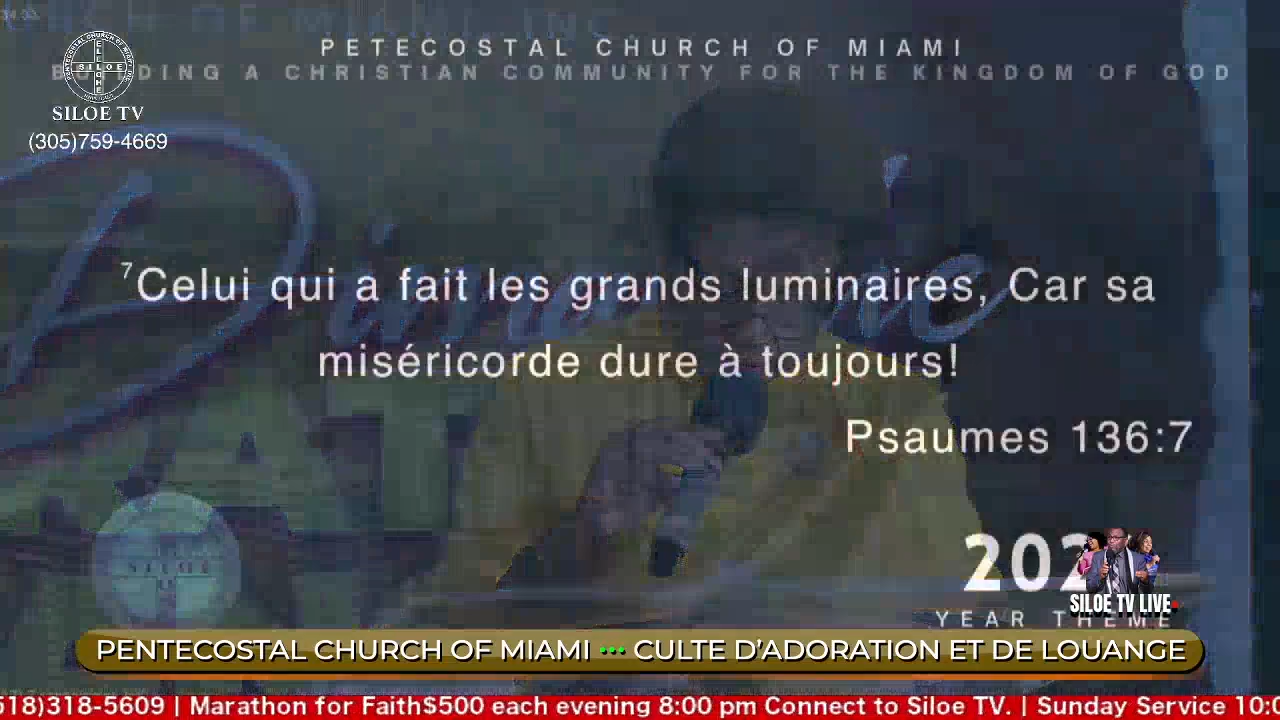 PETECOSTAL CHURCH OF MIAMI
BUILDING A CHRISTIAN COMMUNITY FOR THE KINGDOM OF GOD
SILOE
SILOE TV
(305)759-4669
⁷Celui qui a fait les grands luminaires, Car sa
miséricorde dure à toujours!
Psaumes 136:7
202
SILOE TV LIVE
YEAR THEME
PENTECOSTAL CHURCH OF MIAMI ••• CULTE D’ADORATION ET DE LOUANGE
518)318-5609 | Marathon for Faith$500 each evening 8:00 pm Connect to Siloe TV. | Sunday Service 10:0